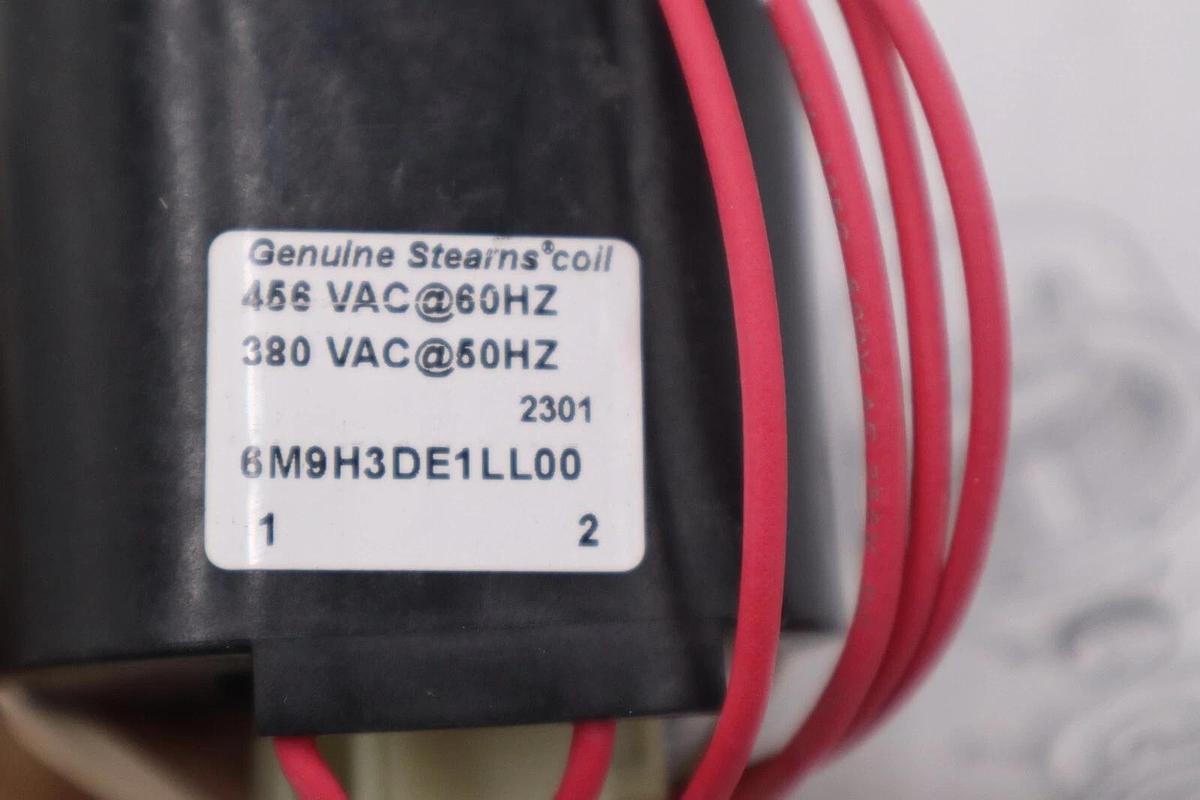 Genuine Stearns® coil
456 VAC@60HZ
380 VAC@50HZ
2301
6M9H3DE1LL00
1 2